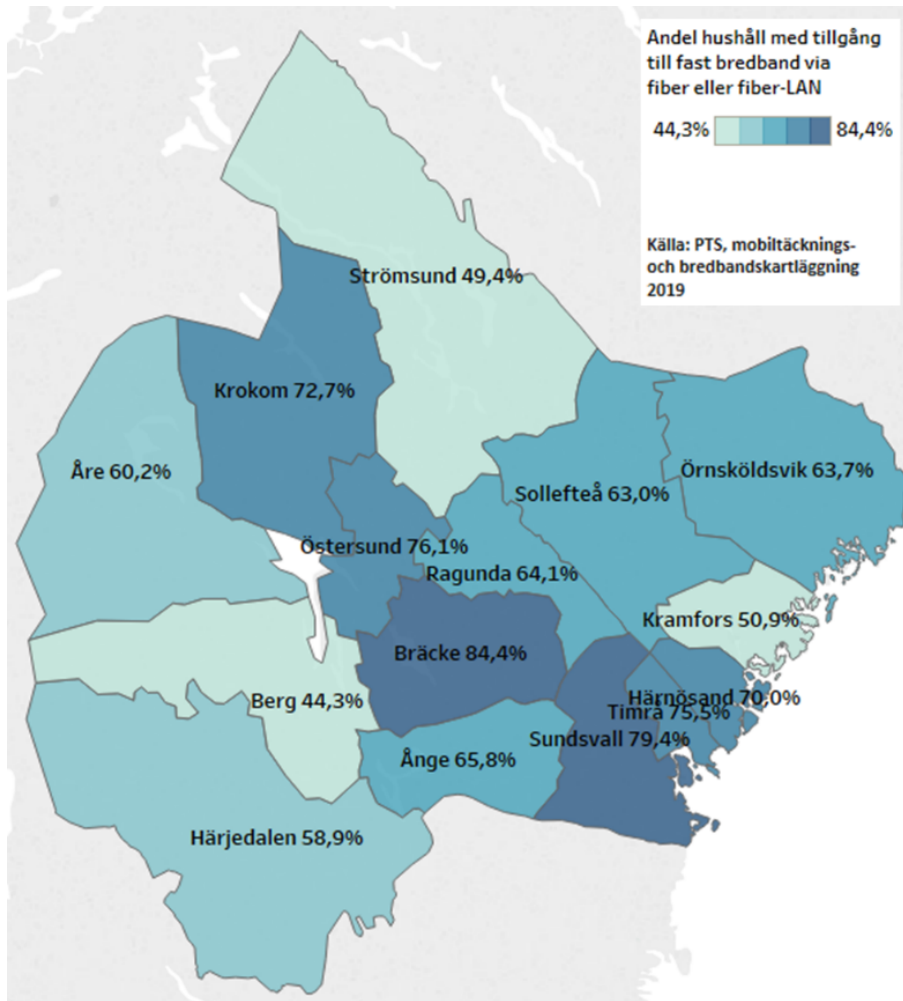 Andel hushåll med tillgång
till fast bredband via
fiber eller fiber-LAN
44,3% 84,4%
Källa: PTS, mobiltäcknings-
och bredbandskartläggning
2019
Strömsund 49,4%
Krokom 72,7%
Åre 60,2%
Örnsköldsvik 63,7%
Sollefteå 63,0%
Östersund 76,1%
Ragunda 64,1%
Kramfors 50,9%
Bräcke 84,4%
Berg 44,3%
Härnösand 70,0%
Timrå 75,5%
Sundsvall 79,4%
Ånge 65,8%
Härjedalen 58,9%